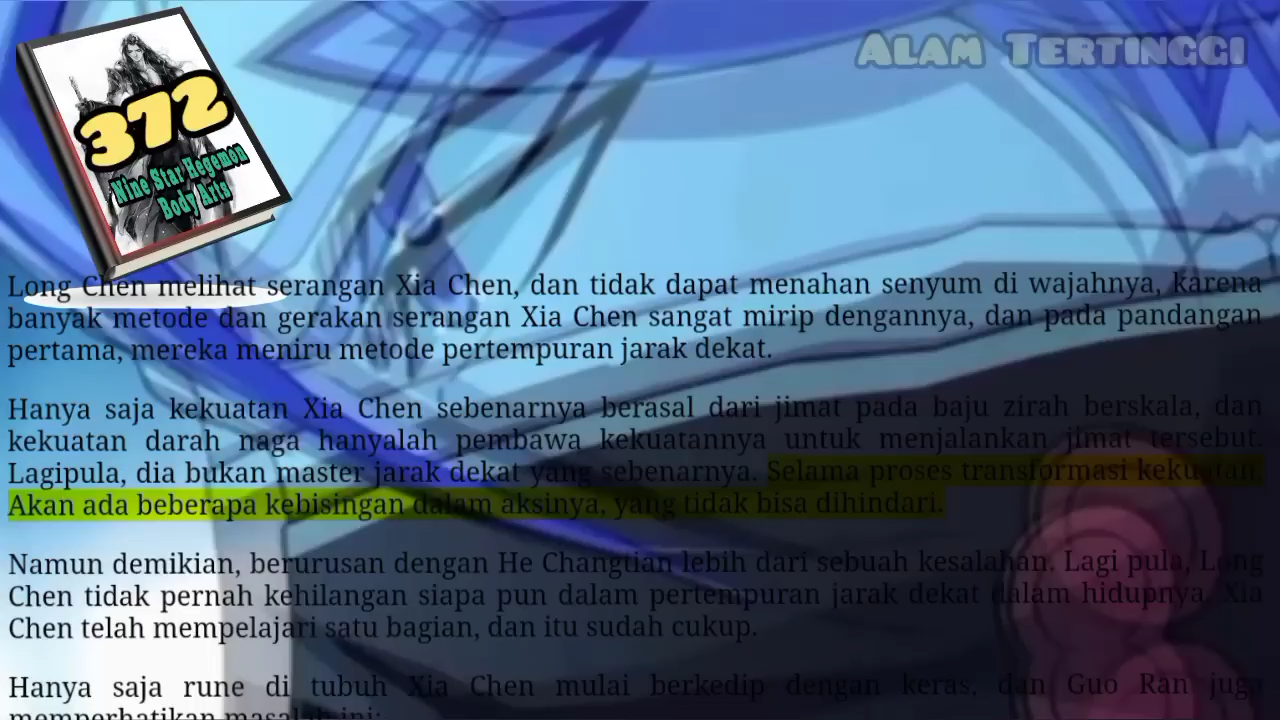 ALAM TERTINGGI
372
Nine Star Hegemon
Body Arts
Long Chen melihat serangan Xia Chen, dan tidak dapat menahan senyum di wajahnya, karena
banyak metode dan gerakan serangan Xia Chen sangat mirip dengannya, dan pada pandangan
pertama, mereka meniru metode pertempuran jarak dekat.
Hanya saja kekuatan Xia Chen sebenarnya berasal dari jimat pada baju zirah berskala, dan
kekuatan darah naga hanyalah pembawa kekuatannya untuk menjalankan jimat tersebut.
Lagipula, dia bukan master jarak dekat yang sebenarnya. Selama proses transformasi kekuatan,
Akan ada beberapa kebisingan dalam aksinya, yang tidak bisa dihindari.
Namun demikian, berurusan dengan He Changtian lebih dari sebuah kesalahan. Lagi pula, Long
Chen tidak pernah kehilangan siapa pun dalam pertempuran jarak dekat dalam hidupnya. Xia
Chen telah mempelajari satu bagian, dan itu sudah cukup.
Hanya saja rune di tubuh Xia Chen mulai berkedip dengan keras, dan Guo Ran juga
memperhatikan masalah ini: